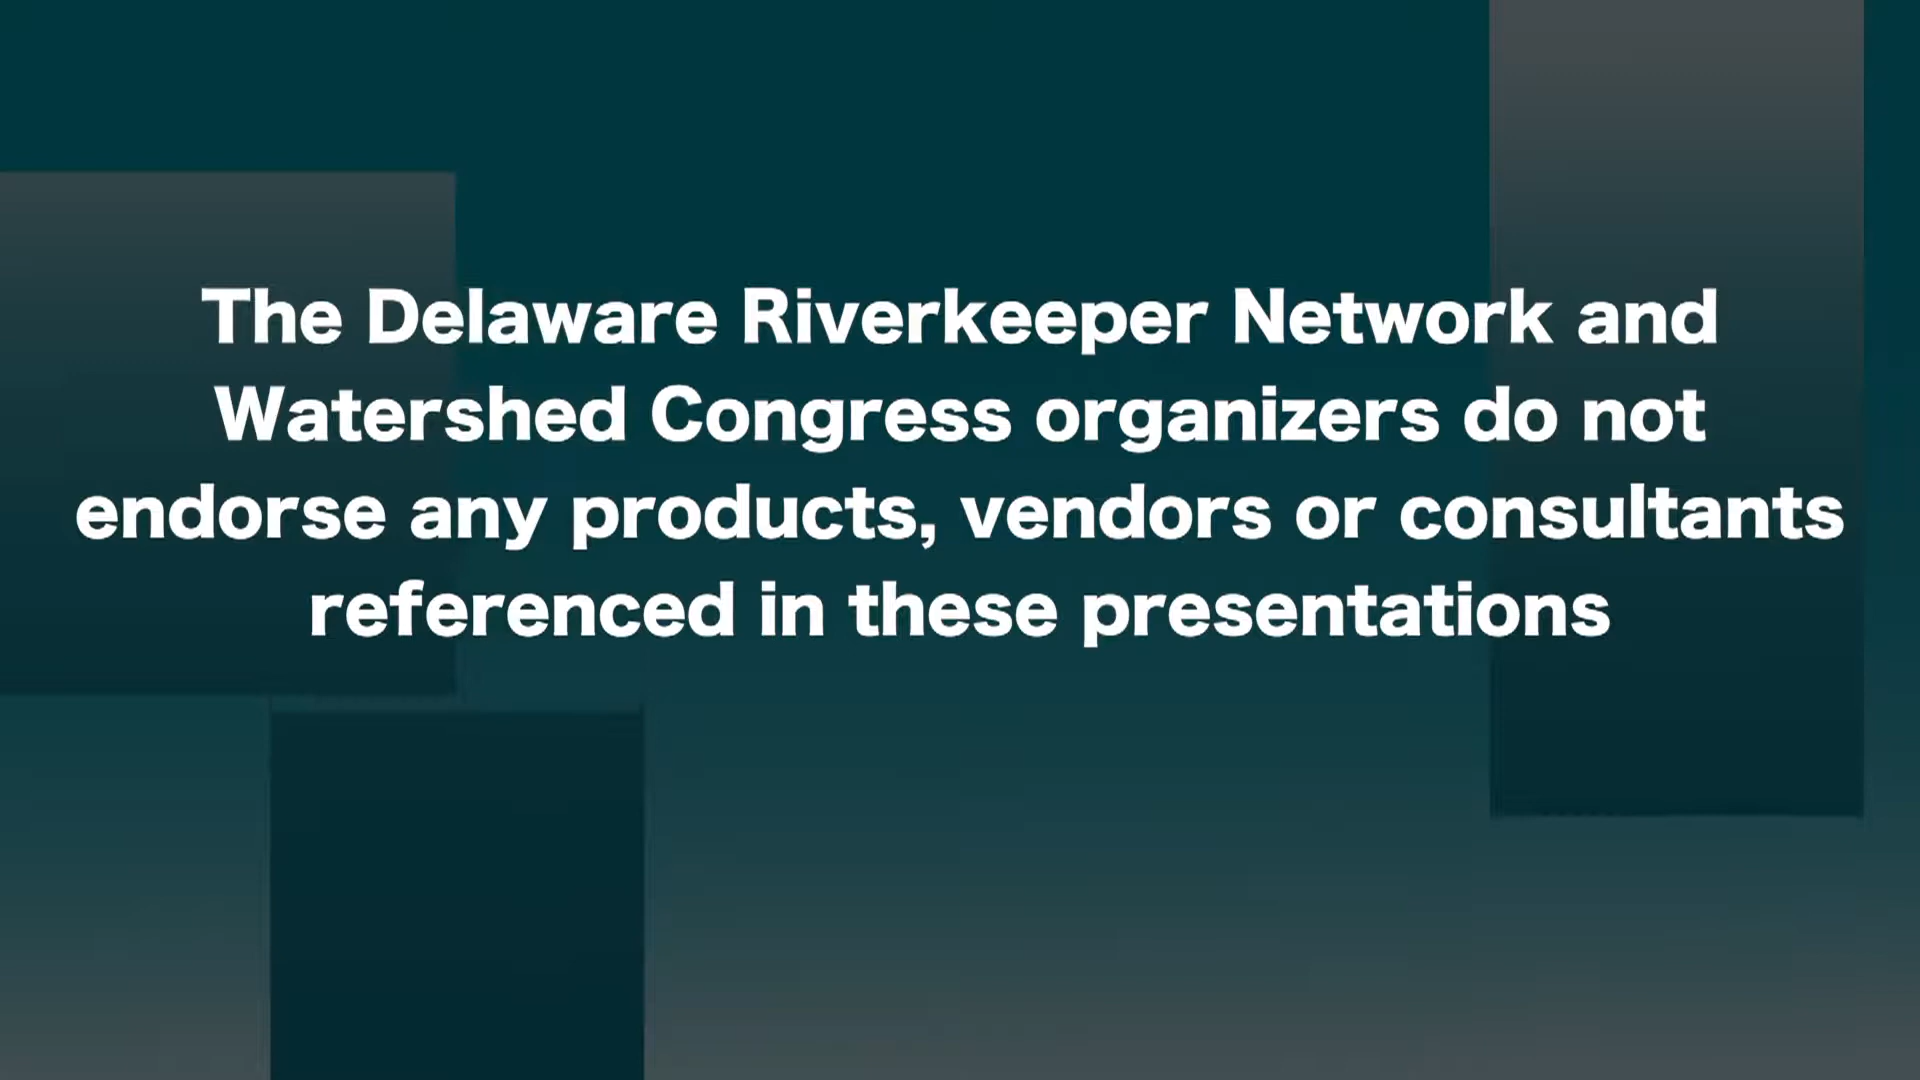 The Delaware Riverkeeper Network and
Watershed Congress organizers do not
endorse any products, vendors or consultants
referenced in these presentations